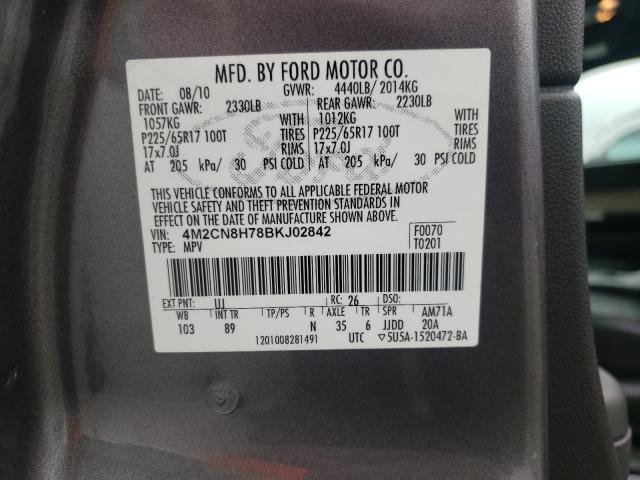 MFD. BY FORD MOTOR CO.
DATE: 08/10 GVWR: 4440LB/ 2014KG
FRONT GAWR: 2330LB REAR GAWR: 2230LB
1057KG WITH 1012KG WITH
P225/65R17 100T TIRES P225/65R17 100T TIRES
17x7.0J RIMS 17x7.0J RIMS
AT 205 kPa/ 30 PSI COLD AT 205 kPa/ 30 PSI COLD
THIS VEHICLE CONFORMS TO ALL APPLICABLE FEDERAL MOTOR
VEHICLE SAFETY AND THEFT PREVENTION STANDARDS IN
EFFECT ON THE DATE OF MANUFACTURE SHOWN ABOVE.
VIN: 4M2CN8H78BKJ02842 F0070
TYPE: MPV T0201
EXT PNT: UJ RC: 26 DSO:
WB INT TR TP/PS R AXLE TR SPR AM71A
103 89 N 35 6 JJDD 20A
1201008281491 UTC ▽5U5A-1520472-BA
Ford